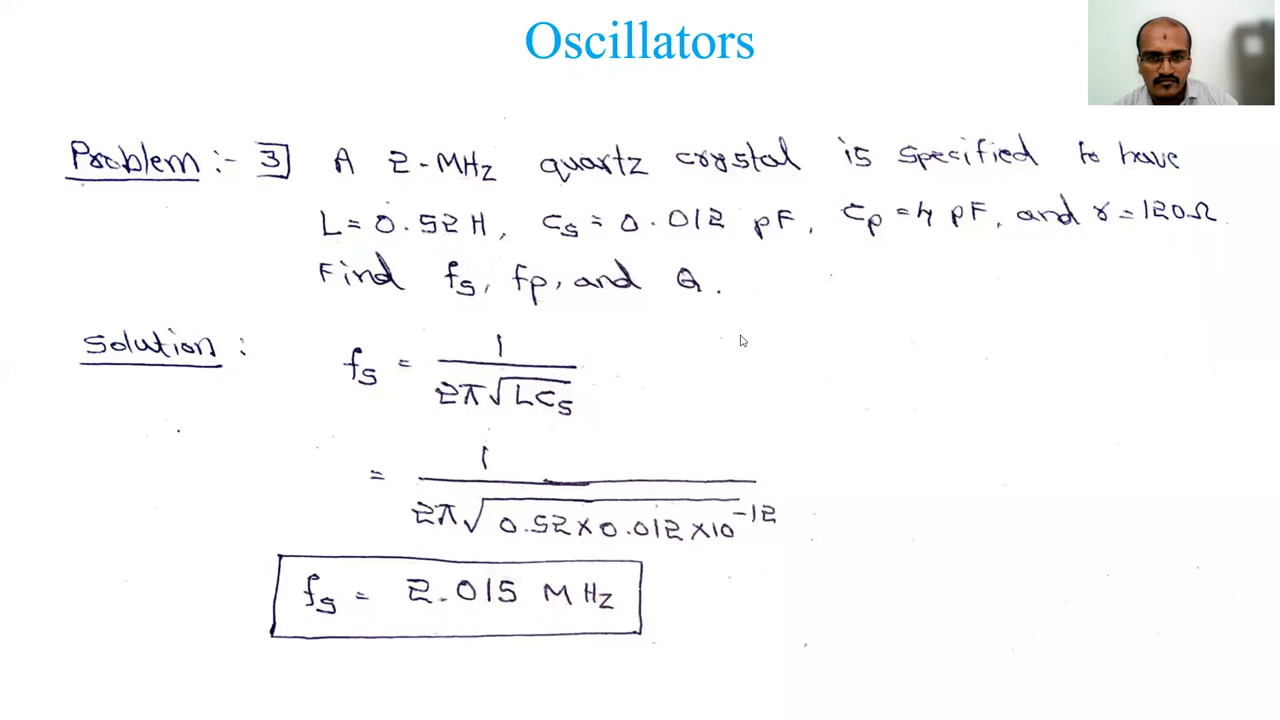 Oscillators
Problem :- 3] A 2-MHz quartz crystal is specified to have
L = 0.52H, Cs = 0.012 pF, Cp = 4 pF, and r = 120Ω
Find fs, fp, and Q.
Solution :
fs = 1 / 2π√LCs
= 1 / 2π√0.52×0.012×10^-12
fs = 2.015 MHz